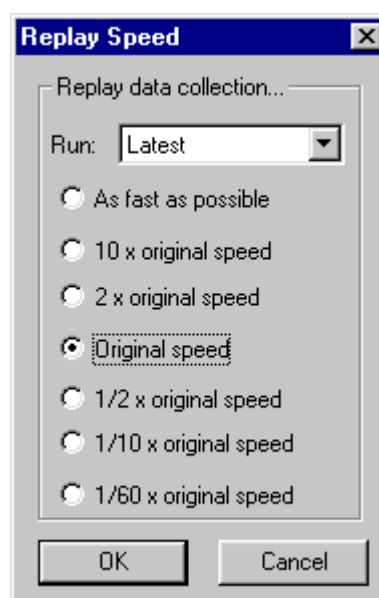 Replay Speed
Replay data collection...
Run: Latest
As fast as possible
10 x original speed
2 x original speed
Original speed
1/2 x original speed
1/10 x original speed
1/60 x original speed
OK Cancel